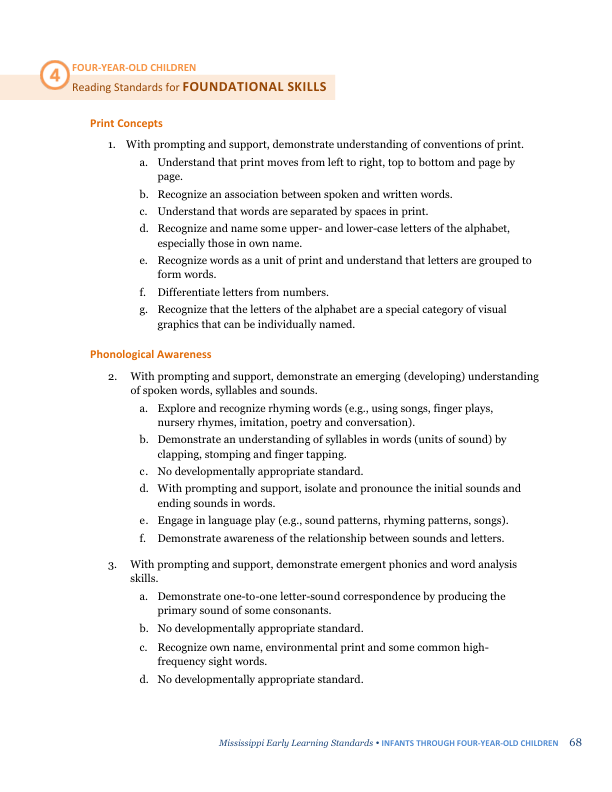 4
FOUR-YEAR-OLD CHILDREN
Reading Standards for FOUNDATIONAL SKILLS
Print Concepts
1. With prompting and support, demonstrate understanding of conventions of print.
a. Understand that print moves from left to right, top to bottom and page by
page.
b. Recognize an association between spoken and written words.
c. Understand that words are separated by spaces in print.
d. Recognize and name some upper- and lower-case letters of the alphabet,
especially those in own name.
e. Recognize words as a unit of print and understand that letters are grouped to
form words.
f. Differentiate letters from numbers.
g. Recognize that the letters of the alphabet are a special category of visual
graphics that can be individually named.
Phonological Awareness
2. With prompting and support, demonstrate an emerging (developing) understanding
of spoken words, syllables and sounds.
a. Explore and recognize rhyming words (e.g., using songs, finger plays,
nursery rhymes, imitation, poetry and conversation).
b. Demonstrate an understanding of syllables in words (units of sound) by
clapping, stomping and finger tapping.
c. No developmentally appropriate standard.
d. With prompting and support, isolate and pronounce the initial sounds and
ending sounds in words.
e. Engage in language play (e.g., sound patterns, rhyming patterns, songs).
f. Demonstrate awareness of the relationship between sounds and letters.
3. With prompting and support, demonstrate emergent phonics and word analysis
skills.
a. Demonstrate one-to-one letter-sound correspondence by producing the
primary sound of some consonants.
b. No developmentally appropriate standard.
c. Recognize own name, environmental print and some common high-
frequency sight words.
d. No developmentally appropriate standard.
Mississippi Early Learning Standards • INFANTS THROUGH FOUR-YEAR-OLD CHILDREN 68